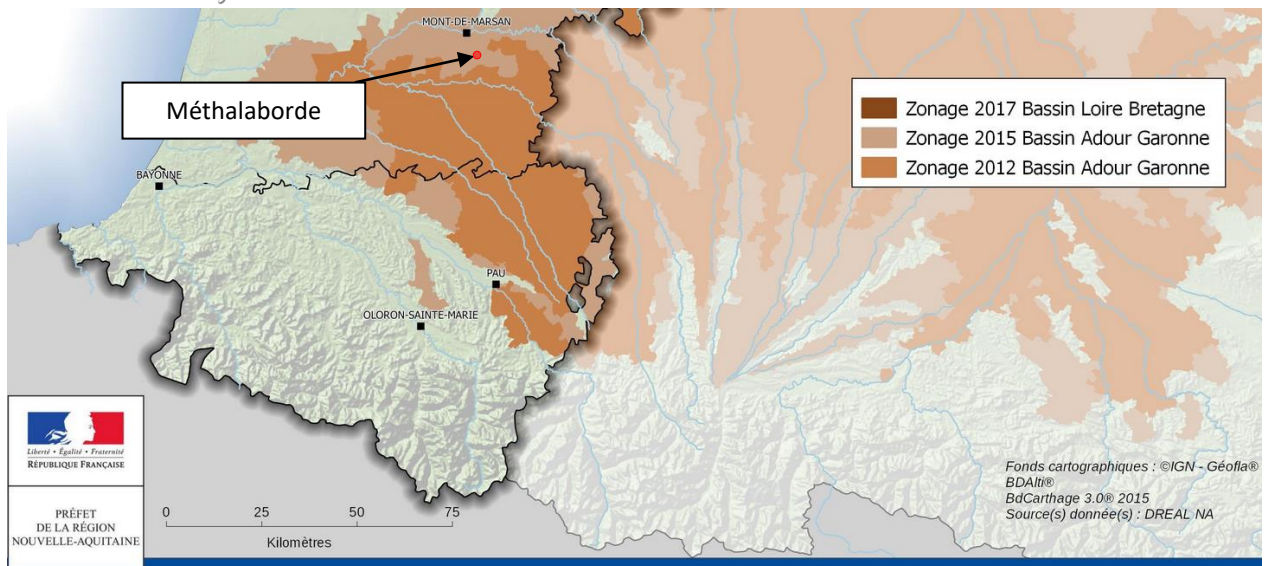 MONT-DE-MARSAN
Méthalaborde
Zonage 2017 Bassin Loire Bretagne
Zonage 2015 Bassin Adour Garonne
Zonage 2012 Bassin Adour Garonne
BAYONNE
PAU
OLORON-SAINTE-MARIE
Liberté • Égalité • Fraternité
RÉPUBLIQUE FRANÇAISE
PRÉFET
DE LA RÉGION
NOUVELLE-AQUITAINE
0 25 50 75
Kilomètres
Fonds cartographiques : ©IGN - Géofla®
BDAlti®
BdCarthage 3.0® 2015
Source(s) donnée(s) : DREAL NA